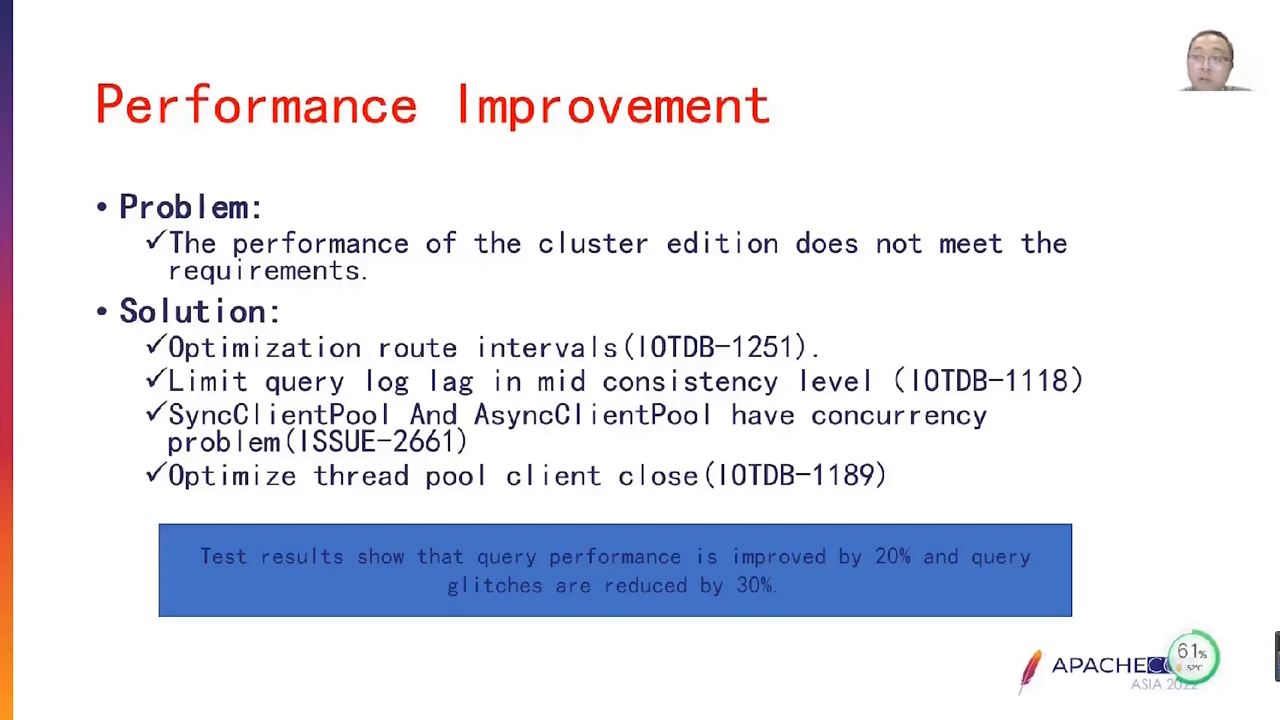 Performance Improvement
• Problem:
✓The performance of the cluster edition does not meet the
requirements.
• Solution:
✓Optimization route intervals(IOTDB-1251).
✓Limit query log lag in mid consistency level (IOTDB-1118)
✓SyncClientPool And AsyncClientPool have concurrency
problem(ISSUE-2661)
✓Optimize thread pool client close(IOTDB-1189)
Test results show that query performance is improved by 20% and query
glitches are reduced by 30%.
61%
52℃
ASIA 2022